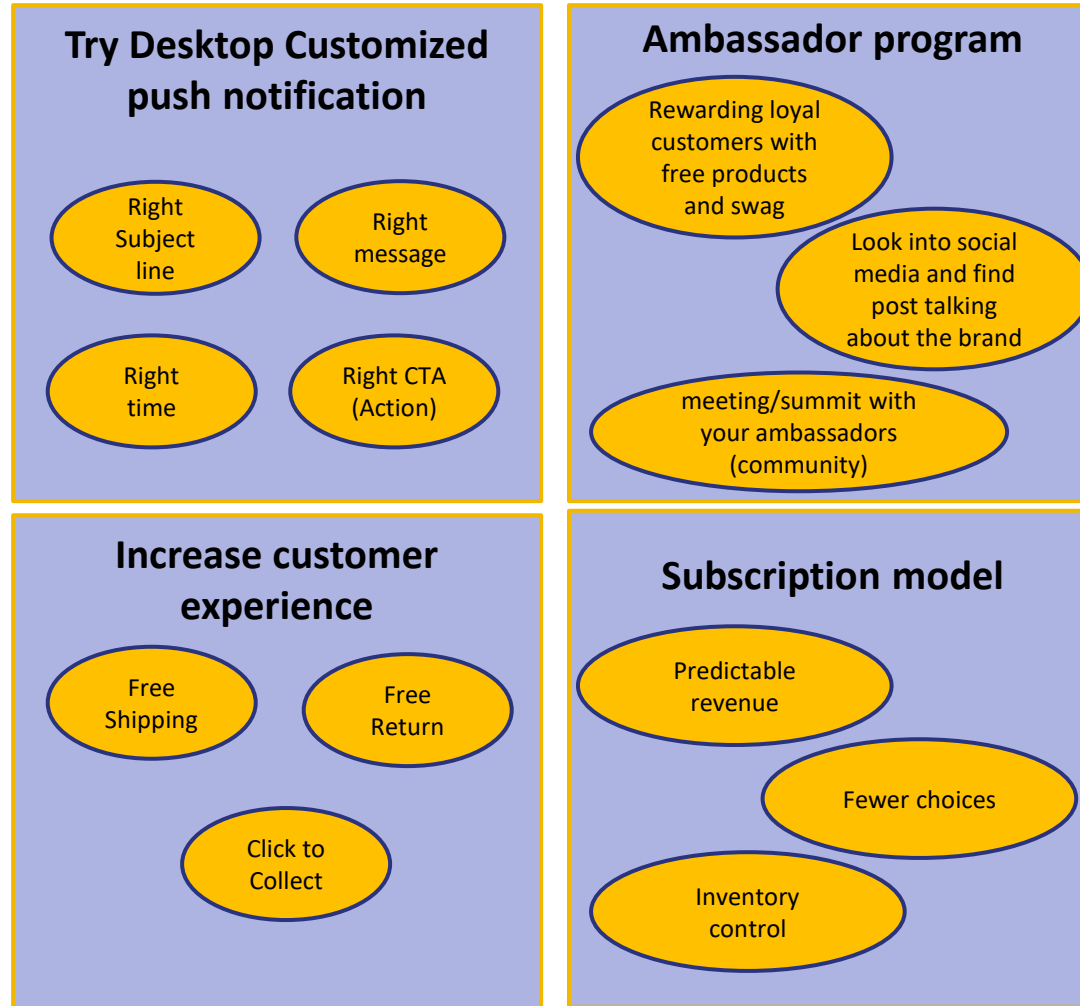 Try Desktop Customized
push notification
Right
Subject
line
Right
message
Right
time
Right CTA
(Action)
Ambassador program
Rewarding loyal
customers with
free products
and swag
Look into social
media and find
post talking
about the brand
meeting/summit with
your ambassadors
(community)
Increase customer
experience
Free
Shipping
Free
Return
Click to
Collect
Subscription model
Predictable
revenue
Fewer choices
Inventory
control